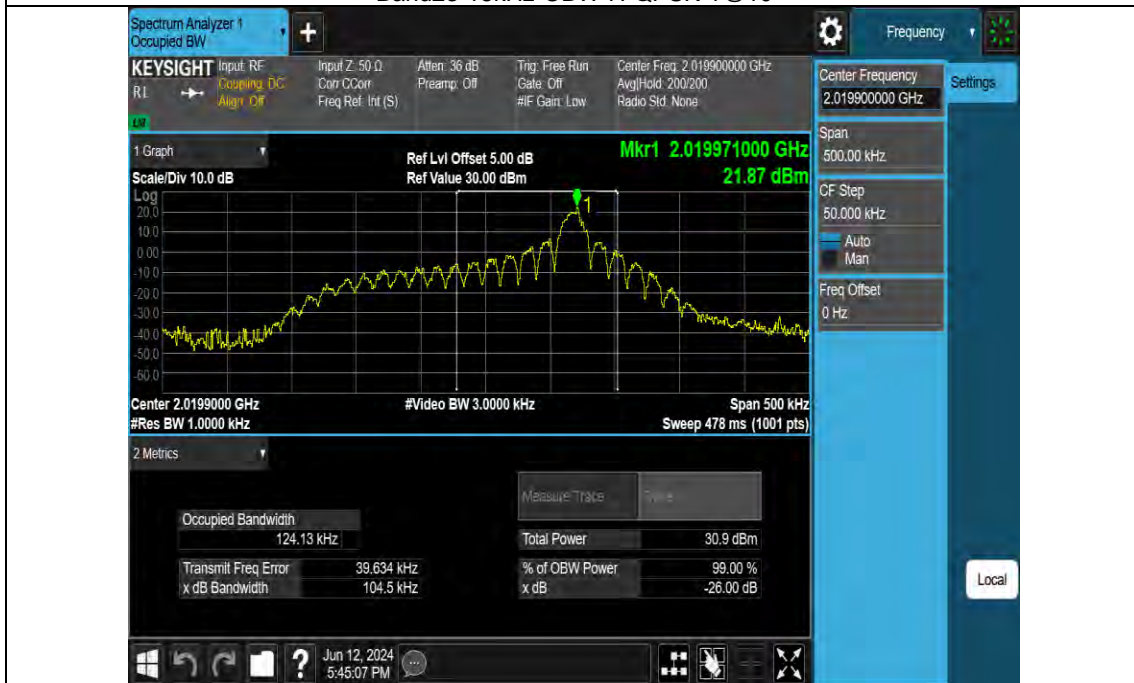 Spectrum Analyzer 1
Occupied BW
+
Frequency
KEYSIGHT
Input: RF
Coupling: DC
Align: Off
Input Z: 50 Ω
Corr CCorr
Freq Ref: Int (S)
Atten: 36 dB
Preamp: Off
Trig: Free Run
Gate: Off
#IF Gain: Low
Center Freq: 2.019900000 GHz
Avg|Hold: 200/200
Radio Std: None
Center Frequency
2.019900000 GHz
Settings
Span
500.00 kHz
CF Step
50.000 kHz
Auto
Man
Freq Offset
0 Hz
1 Graph
Scale/Div 10.0 dB
Ref Lvl Offset 5.00 dB
Ref Value 30.00 dBm
Mkr1 2.019971000 GHz
21.87 dBm
Log
20.0
10.0
0.00
-10.0
-20.0
-30.0
-40.0
-50.0
-60.0
1
Center 2.0199000 GHz
#Video BW 3.0000 kHz
Span 500 kHz
#Res BW 1.0000 kHz
Sweep 478 ms (1001 pts)
2 Metrics
Measure Trace
Occupied Bandwidth
124.13 kHz
Total Power
30.9 dBm
Transmit Freq Error
39.634 kHz
% of OBW Power
99.00 %
x dB Bandwidth
104.5 kHz
x dB
-26.00 dB
Local
?
Jun 12, 2024
5:45:07 PM